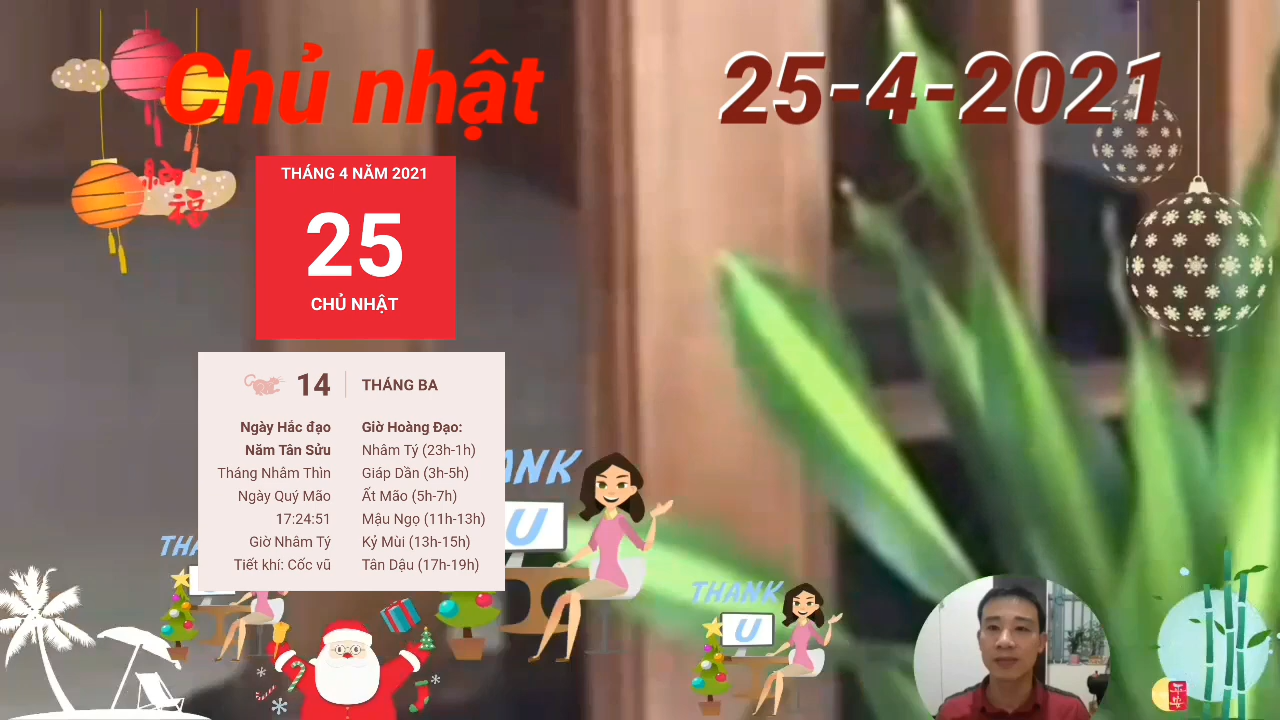 Chủ nhật
25-4-2021
THÁNG 4 NĂM 2021
25
CHỦ NHẬT
14
THÁNG BA
Ngày Hắc đạo
Năm Tân Sửu
Tháng Nhâm Thìn
Ngày Quý Mão
17:24:51
Giờ Nhâm Tý
Tiết khí: Cốc vũ
Giờ Hoàng Đạo:
Nhâm Tý (23h-1h)
Giáp Dần (3h-5h)
Ất Mão (5h-7h)
Mậu Ngọ (11h-13h)
Kỷ Mùi (13h-15h)
Tân Dậu (17h-19h)
ANK
U
THA
THANK
U
福